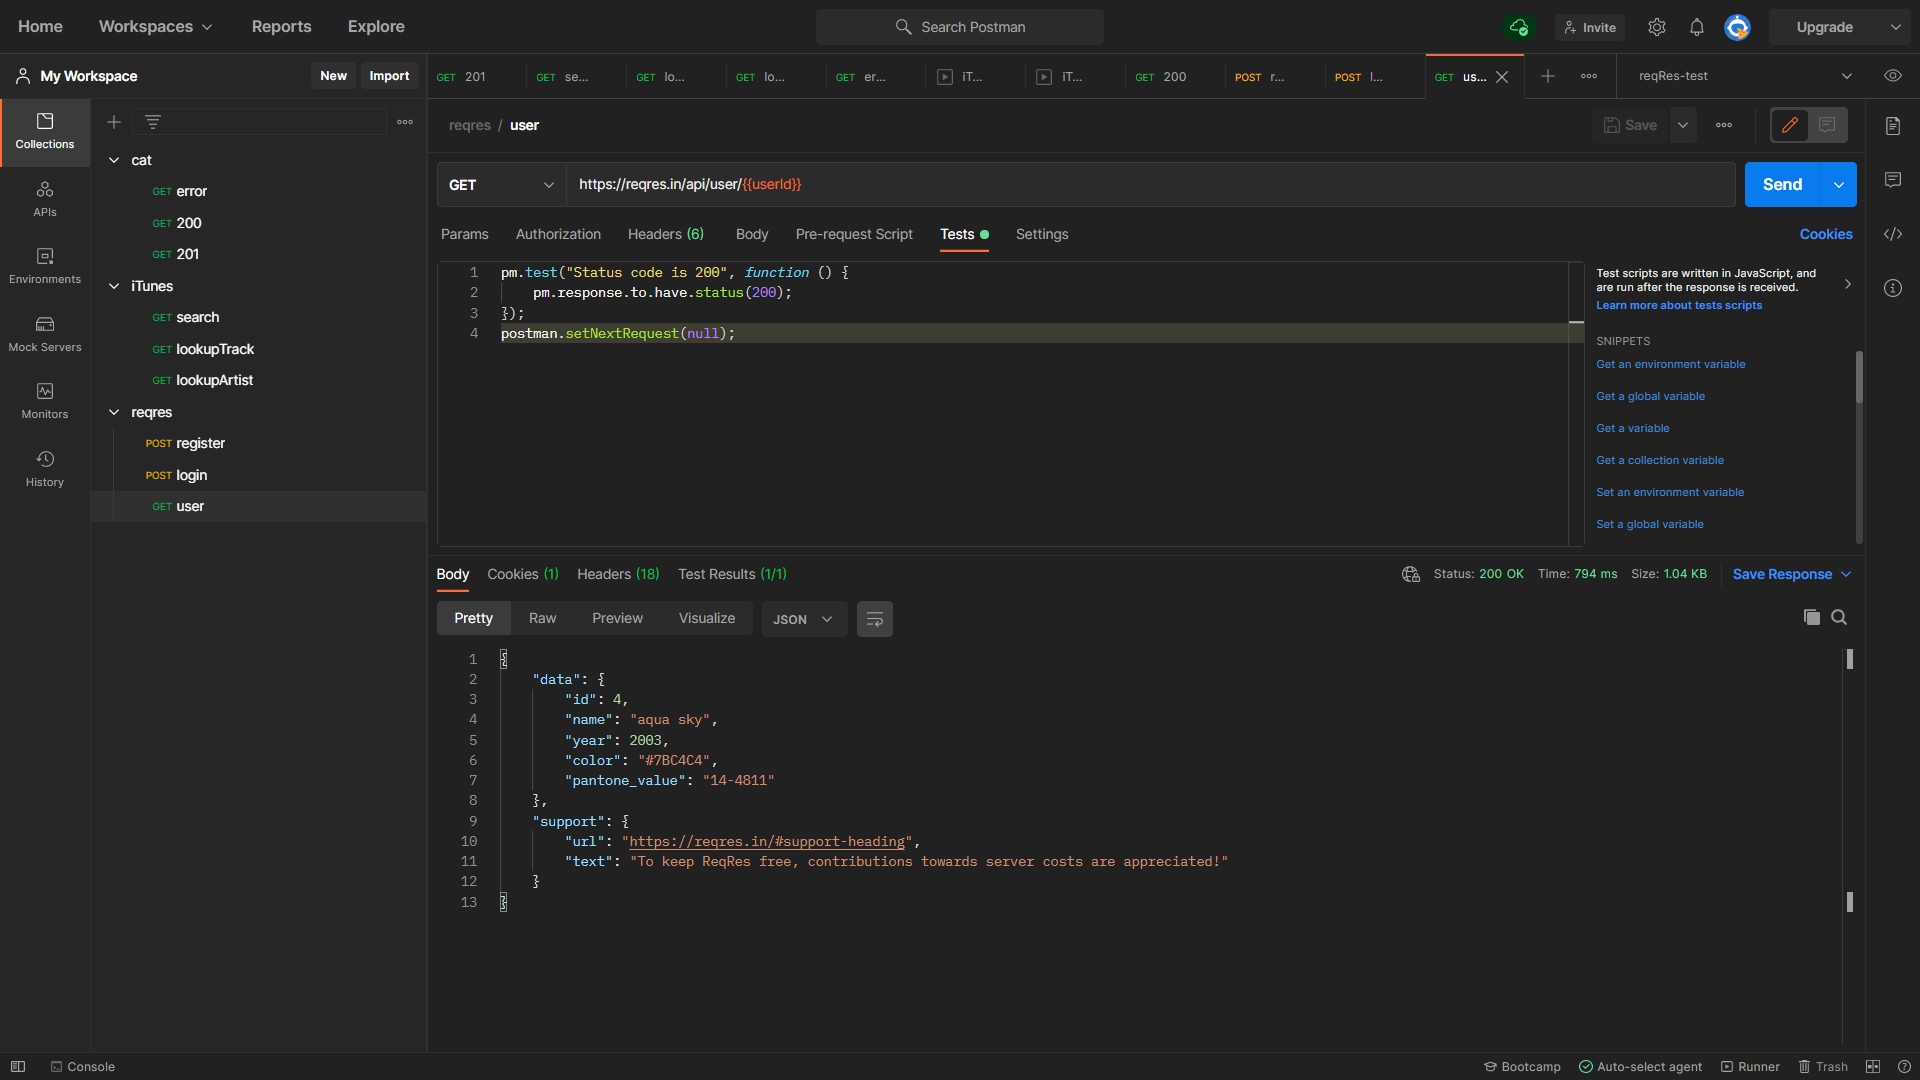 Home Workspaces Reports Explore Search Postman Invite Upgrade
My Workspace New Import GET 201 GET se... GET lo... GET lo... GET er... iT... iT... GET 200 POST r... POST l... GET us... reqRes-test
Collections
APIs
Environments
Mock Servers
Monitors
History
cat
GET error
GET 200
GET 201
iTunes
GET search
GET lookupTrack
GET lookupArtist
reqres
POST register
POST login
GET user
reqres / user Save
GET https://reqres.in/api/user/{{userId}} Send
Params Authorization Headers (6) Body Pre-request Script Tests Settings Cookies
1 pm.test("Status code is 200", function () {
2 pm.response.to.have.status(200);
3 });
4 postman.setNextRequest(null);
Test scripts are written in JavaScript, and
are run after the response is received.
Learn more about tests scripts
SNIPPETS
Get an environment variable
Get a global variable
Get a variable
Get a collection variable
Set an environment variable
Set a global variable
Body Cookies (1) Headers (18) Test Results (1/1) Status: 200 OK Time: 794 ms Size: 1.04 KB Save Response
Pretty Raw Preview Visualize JSON
1 {
2 "data": {
3 "id": 4,
4 "name": "aqua sky",
5 "year": 2003,
6 "color": "#7BC4C4",
7 "pantone_value": "14-4811"
8 },
9 "support": {
10 "url": "https://reqres.in/#support-heading",
11 "text": "To keep ReqRes free, contributions towards server costs are appreciated!"
12 }
13 }
Console Bootcamp Auto-select agent Runner Trash